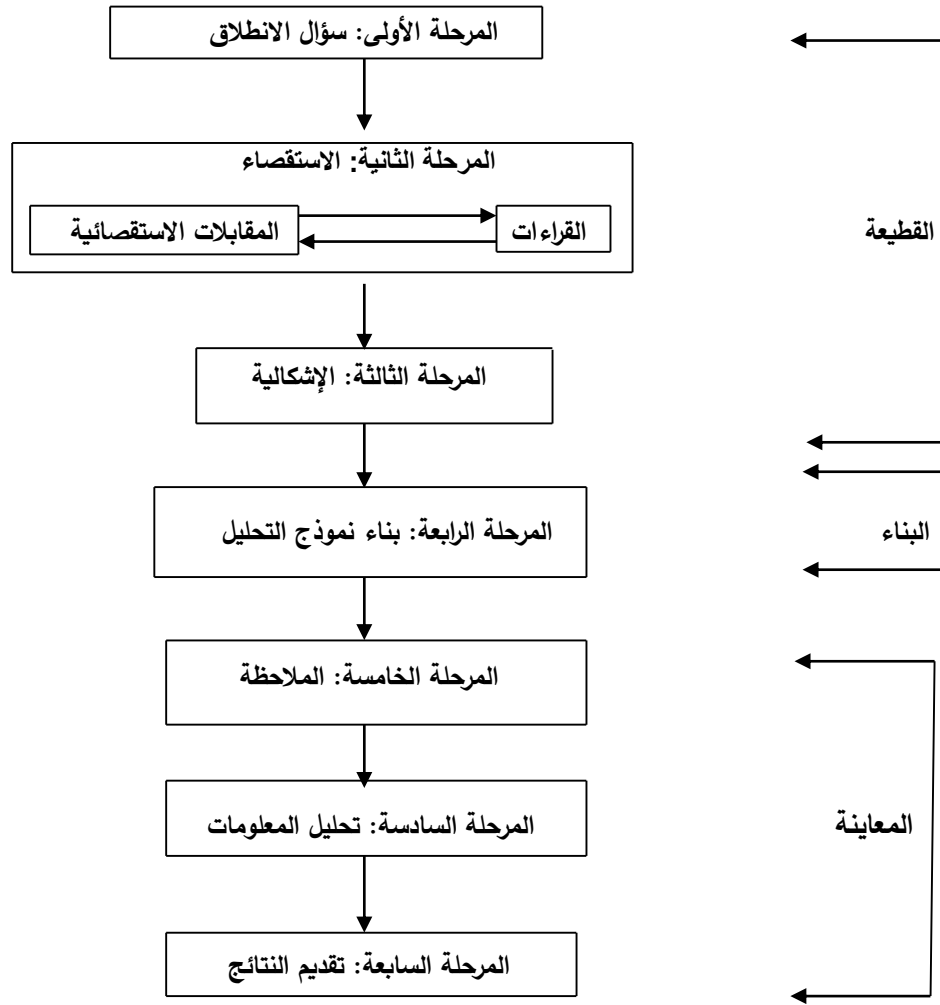 المرحلة الأولى: سؤال الانطلاق
المرحلة الثانية: الاستقصاء
القراءات
المقابلات الاستقصائية
القطيعة
المرحلة الثالثة: الإشكالية
المرحلة الرابعة: بناء نموذج التحليل
البناء
المرحلة الخامسة: الملاحظة
المرحلة السادسة: تحليل المعلومات
المعاينة
المرحلة السابعة: تقديم النتائج